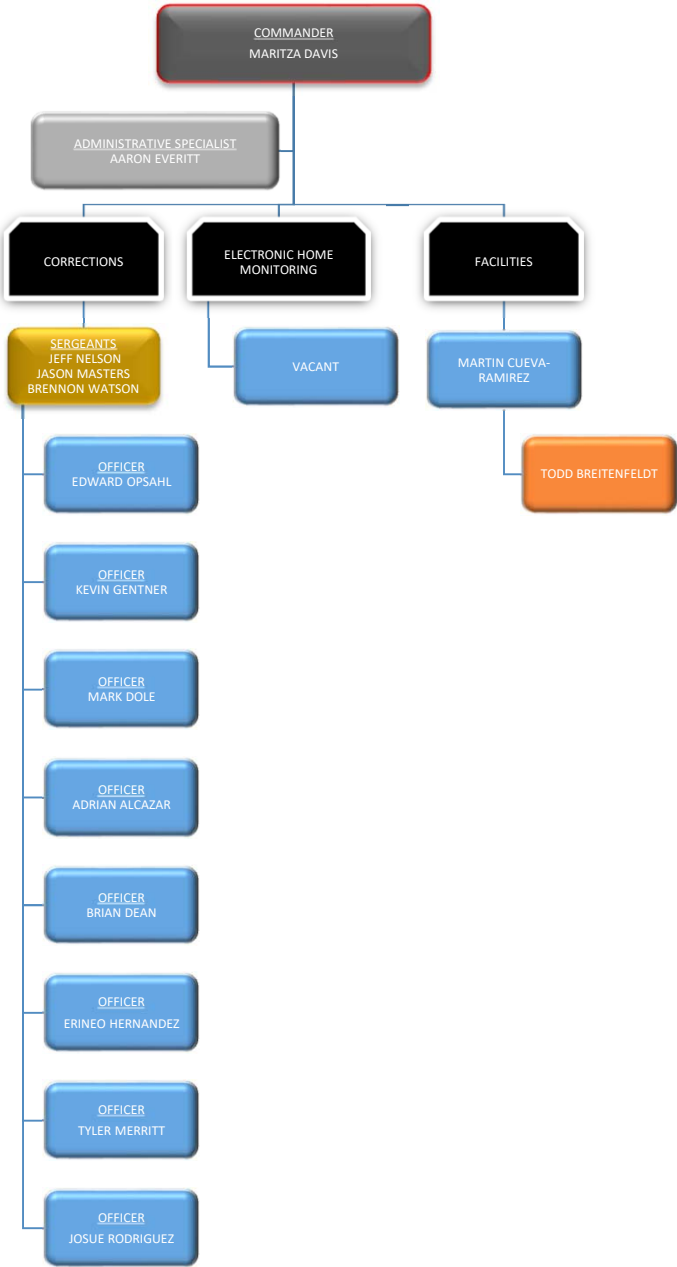 COMMANDER
MARITZA DAVIS
ADMINISTRATIVE SPECIALIST
AARON EVERITT
CORRECTIONS
ELECTRONIC HOME
MONITORING
FACILITIES
SERGEANTS
JEFF NELSON
JASON MASTERS
BRENNON WATSON
VACANT
MARTIN CUEVA-
RAMIREZ
OFFICER
EDWARD OPSAHL
TODD BREITENFELDT
OFFICER
KEVIN GENTNER
OFFICER
MARK DOLE
OFFICER
ADRIAN ALCAZAR
OFFICER
BRIAN DEAN
OFFICER
ERINEO HERNANDEZ
OFFICER
TYLER MERRITT
OFFICER
JOSUE RODRIGUEZ